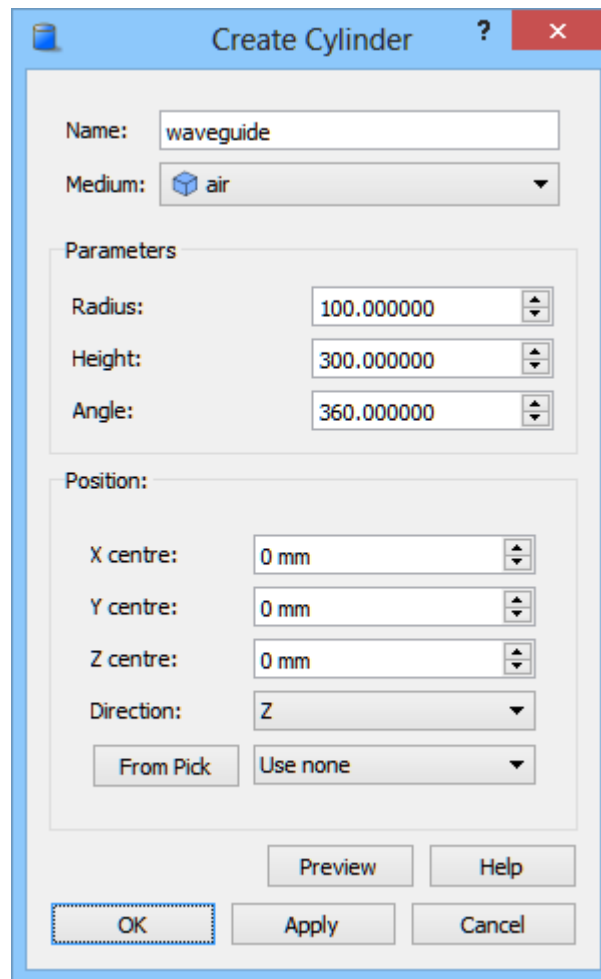 Create Cylinder ? ×
Name: waveguide
Medium: air
Parameters
Radius: 100.000000
Height: 300.000000
Angle: 360.000000
Position:
X centre: 0 mm
Y centre: 0 mm
Z centre: 0 mm
Direction: Z
From Pick Use none
Preview Help
OK Apply Cancel